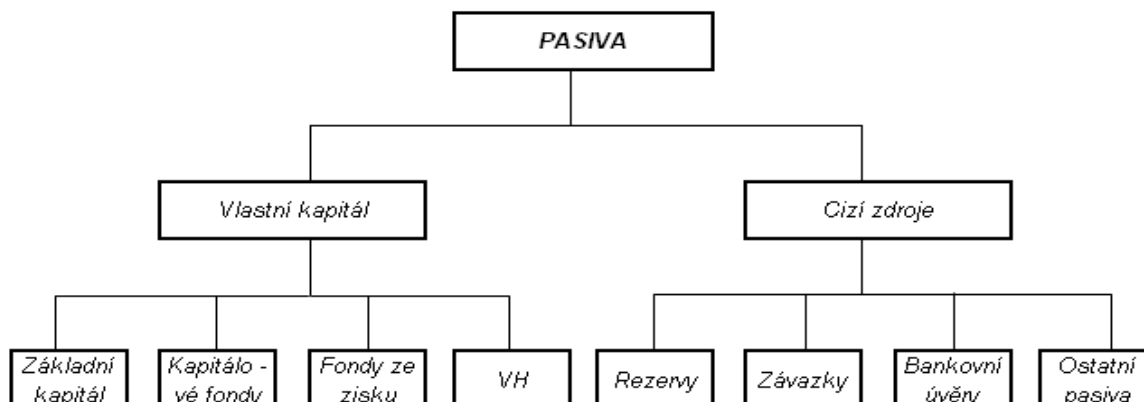 PASIVA
Vlastní kapitál
Cizí zdroje
Základní
kapitál
Kapitálo -
vé fondy
Fondy ze
zisku
VH
Rezervy
Závazky
Bankovní
úvěry
Ostatní
pasiva